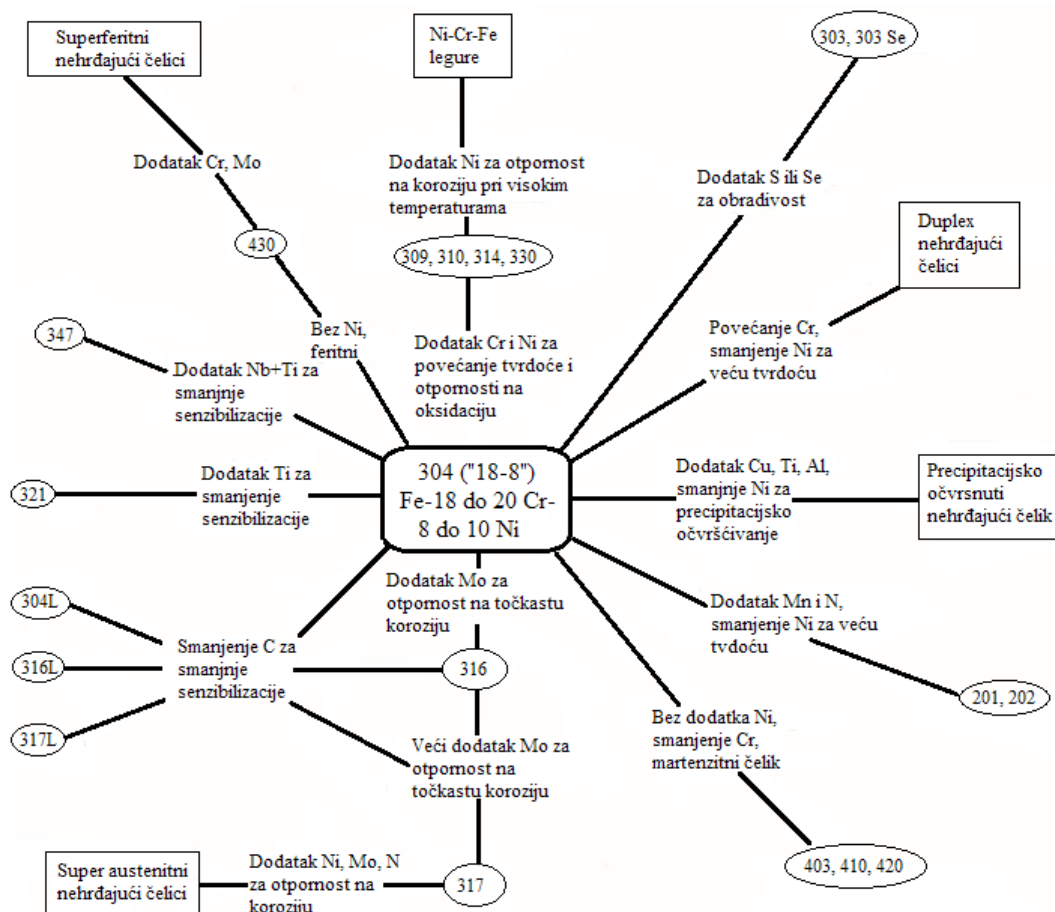 Superferitni
nehrđajući čelici
Ni-Cr-Fe
legure
303, 303 Se
Dodatak Cr, Mo
Dodatak Ni za otpornost
na koroziju pri visokim
temperaturama
Dodatak S ili Se
za obradivost
430
309, 310, 314, 330
Duplex
nehrđajući
čelici
347
Bez Ni,
feritni
Dodatak Cr i Ni za
povećanje tvrdoće i
otpornosti na
oksidaciju
Povećanje Cr,
smanjenje Ni za
veću tvrdoću
Dodatak Nb+Ti za
smanjnje
senzibilizacije
304 ("18-8")
Fe-18 do 20 Cr-
8 do 10 Ni
321
Dodatak Ti za
smanjenje
senzibilizacije
Dodatak Cu, Ti, Al,
smanjnje Ni za
precipitacijsko
očvršćivanje
Precipitacijsko
očvrsnuti
nehrđajući čelik
Dodatak Mo za
otpornost na točkastu
koroziju
Dodatak Mn i N,
smanjenje Ni za veću
tvdoću
304L
316L
317L
Smanjenje C za
smanjnje
senzibilizacije
316
201, 202
Bez dodatka Ni,
smanjenje Cr,
martenzitni čelik
Veći dodatak Mo za
otpornost na
točkastu koroziju
403, 410, 420
Super austenitni
nehrđajući čelici
Dodatak Ni, Mo, N
za otpornost na
koroziju
317